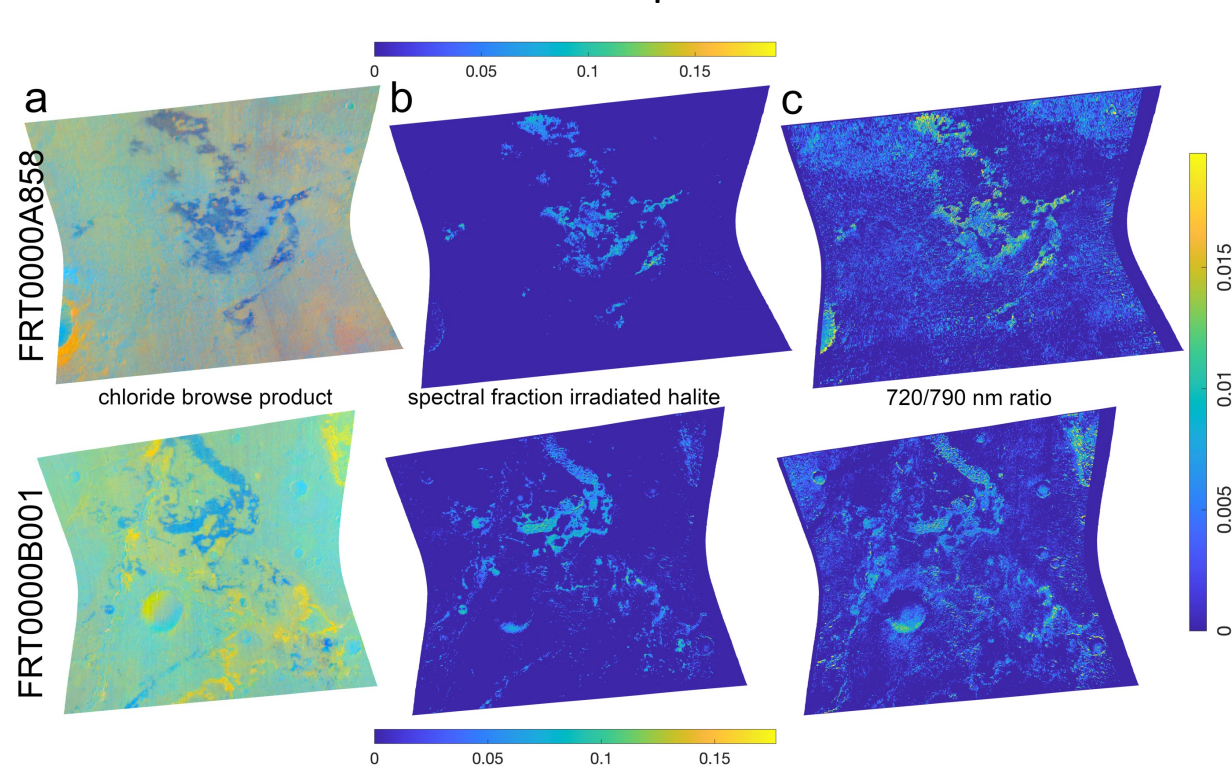 0 0.05 0.1 0.15
a b c
FRT0000A858
0.015
0.01
0.005
0
chloride browse product spectral fraction irradiated halite 720/790 nm ratio
FRT0000B001
0 0.05 0.1 0.15